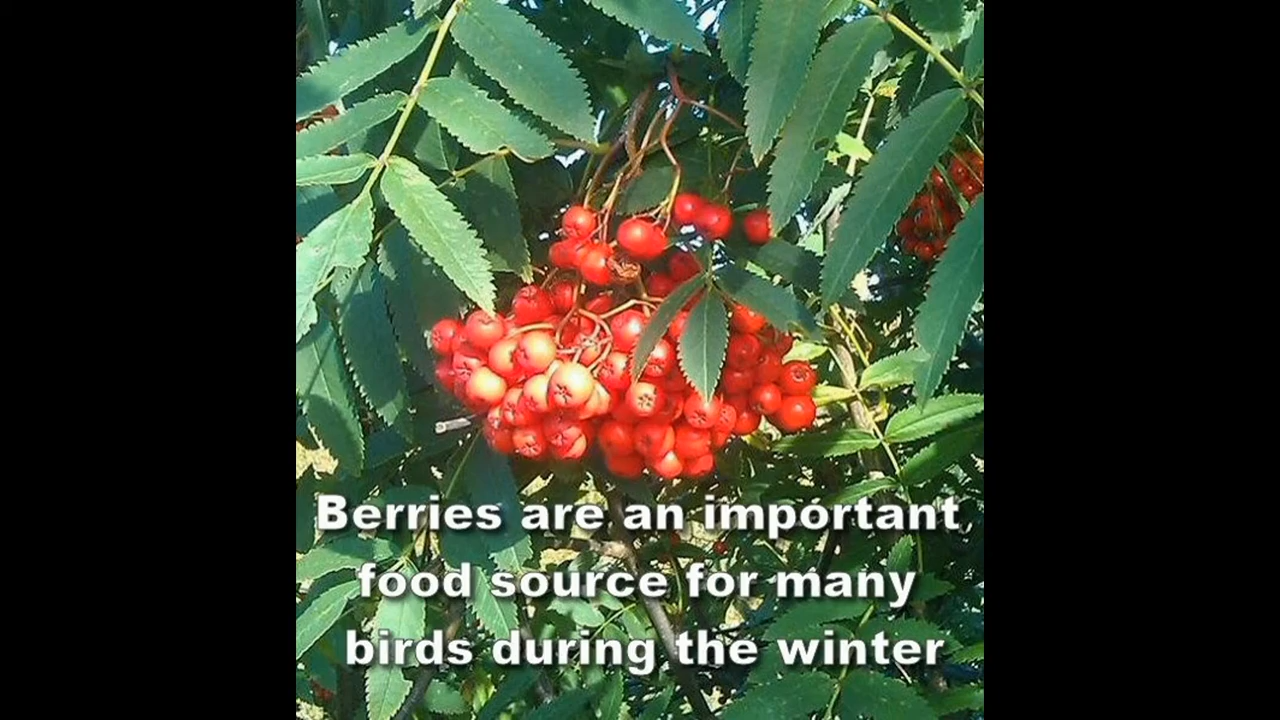 Berries are an important
food source for many
birds during the winter